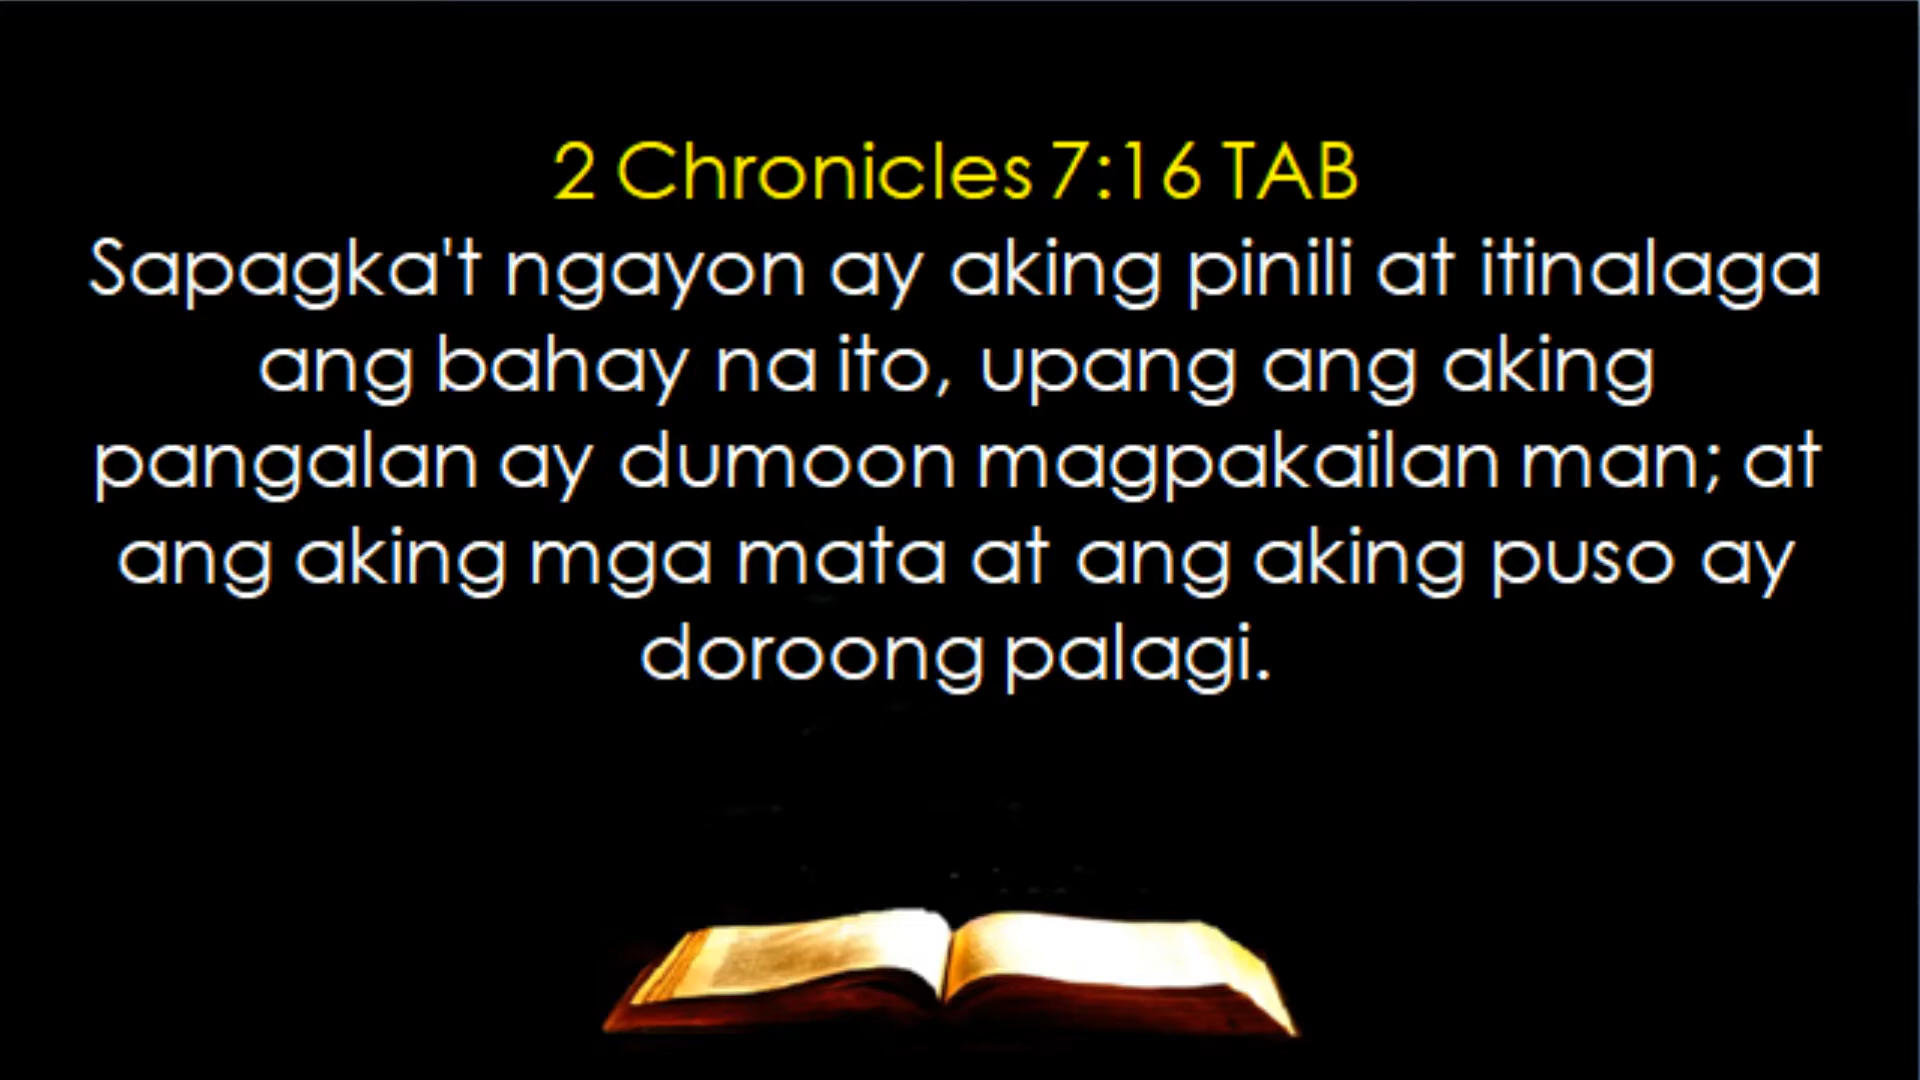 2 Chronicles 7:16 TAB
Sapagka't ngayon ay aking pinili at itinalaga
ang bahay na ito, upang ang aking
pangalan ay dumoon magpakailan man; at
ang aking mga mata at ang aking puso ay
doroong palagi.